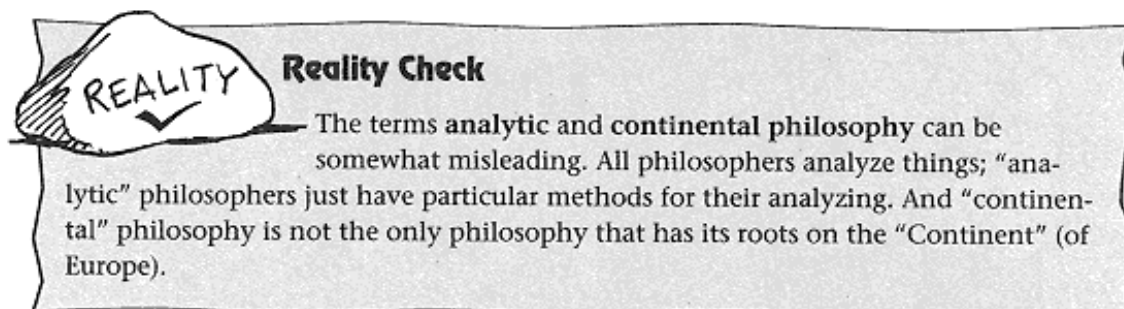 REALITY
Reality Check
The terms analytic and continental philosophy can be
somewhat misleading. All philosophers analyze things; “ana-
lytic” philosophers just have particular methods for their analyzing. And “continen-
tal” philosophy is not the only philosophy that has its roots on the “Continent” (of
Europe).